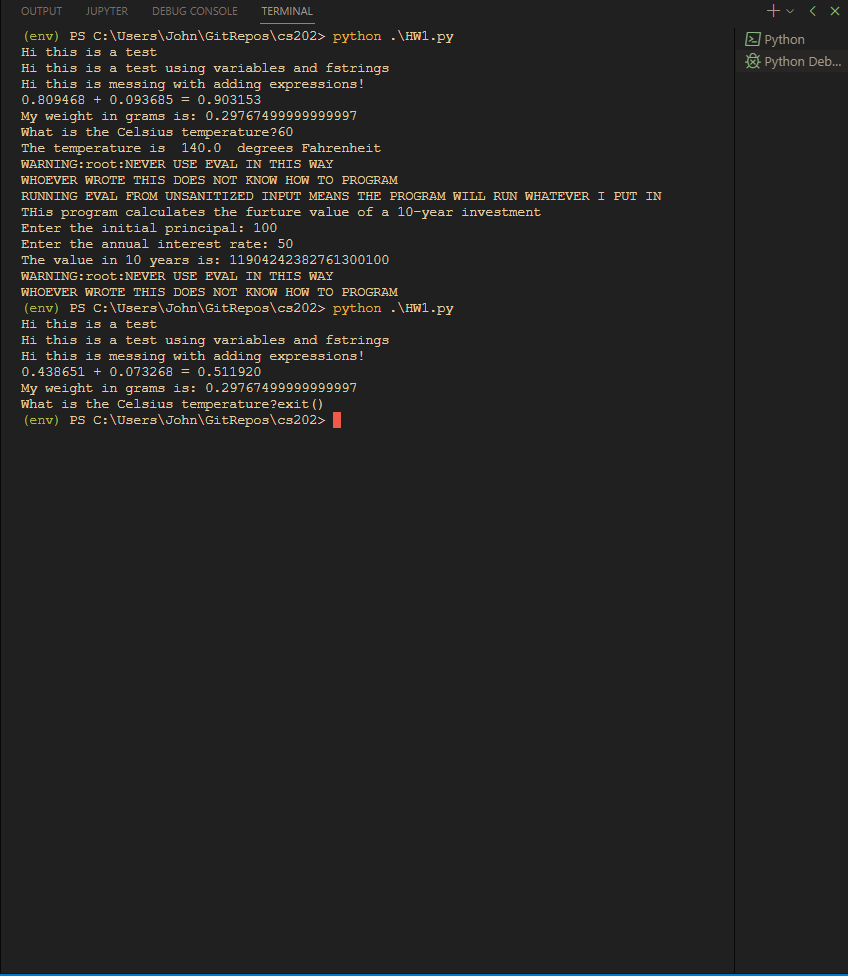 OUTPUT JUPYTER DEBUG CONSOLE TERMINAL
Python
Python Deb...
(env) PS C:\Users\John\GitRepos\cs202> python .\HW1.py
Hi this is a test
Hi this is a test using variables and fstrings
Hi this is messing with adding expressions!
0.809468 + 0.093685 = 0.903153
My weight in grams is: 0.29767499999999997
What is the Celsius temperature?60
The temperature is  140.0  degrees Fahrenheit
WARNING:root:NEVER USE EVAL IN THIS WAY
WHOEVER WROTE THIS DOES NOT KNOW HOW TO PROGRAM
RUNNING EVAL FROM UNSANITIZED INPUT MEANS THE PROGRAM WILL RUN WHATEVER I PUT IN
THis program calculates the furture value of a 10-year investment
Enter the initial principal: 100
Enter the annual interest rate: 50
The value in 10 years is: 11904242382761300100
WARNING:root:NEVER USE EVAL IN THIS WAY
WHOEVER WROTE THIS DOES NOT KNOW HOW TO PROGRAM
(env) PS C:\Users\John\GitRepos\cs202> python .\HW1.py
Hi this is a test
Hi this is a test using variables and fstrings
Hi this is messing with adding expressions!
0.438651 + 0.073268 = 0.511920
My weight in grams is: 0.29767499999999997
What is the Celsius temperature?exit()
(env) PS C:\Users\John\GitRepos\cs202>